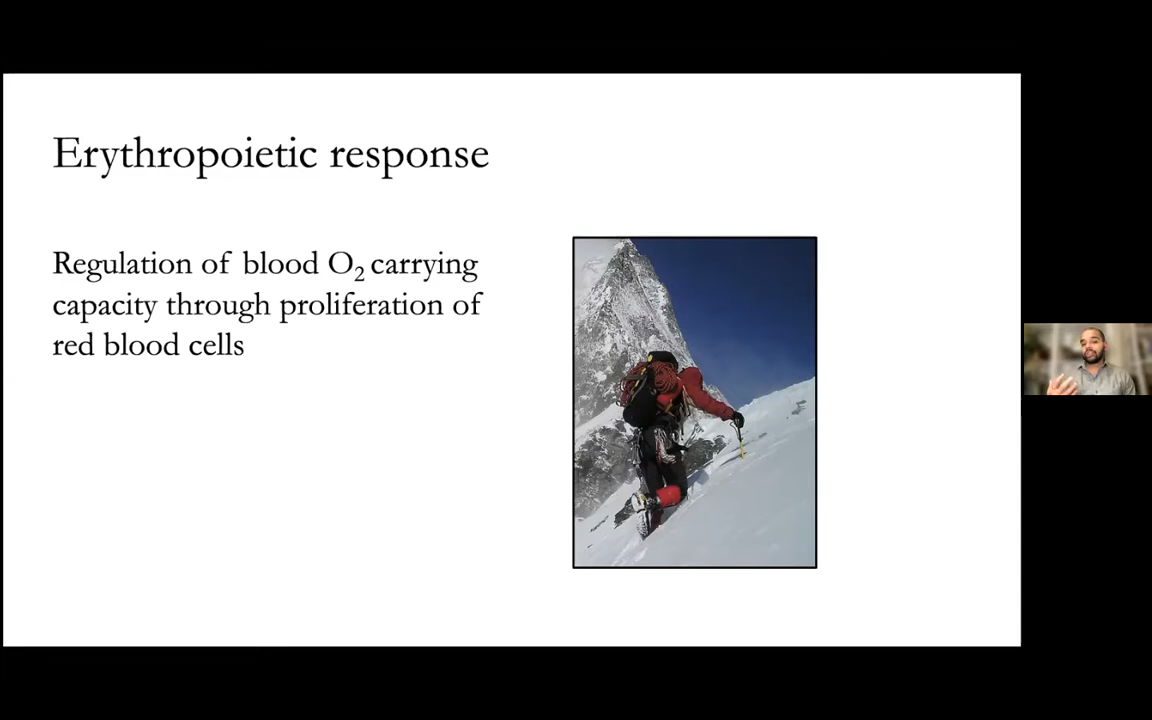 Erythropoietic response
Regulation of blood O₂ carrying
capacity through proliferation of
red blood cells